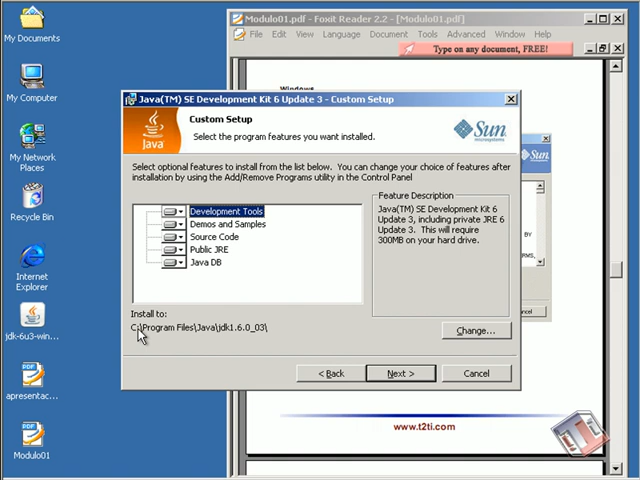 My Documents
My Computer
My Network
Places
Recycle Bin
Internet
Explorer
jdk-6u3-win...
apresentac...
Modulo01
Modulo01.pdf - Foxit Reader 2.2 - [Modulo01.pdf]
File Edit View Language Document Tools Advanced Window Help
Type on any document, FREE!
Windows
Java(TM) SE Development Kit 6 Update 3 - Custom Setup
Custom Setup
Select the program features you want installed.
Java
Sun
microsystems
Sun
Select optional features to install from the list below. You can change your choice of features after
installation by using the Add/Remove Programs utility in the Control Panel
Development Tools
Demos and Samples
Source Code
Public JRE
Java DB
Feature Description
Java(TM) SE Development Kit 6
Update 3, including private JRE 6
Update 3. This will require
300MB on your hard drive.
BY
RMS,
Install to:
C:\Program Files\Java\jdk1.6.0_03\
Change...
< Back
Next >
Cancel
ncel
www.t2ti.com